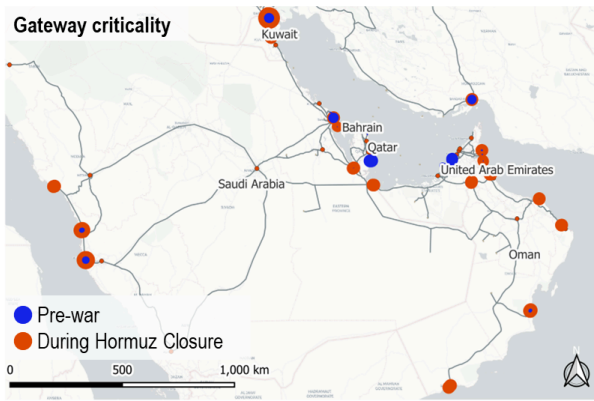 Gateway criticality
Kuwait
Bahrain
Qatar
United Arab Emirates
Saudi Arabia
Oman
Pre-war
During Hormuz Closure
0 500 1,000 km
N